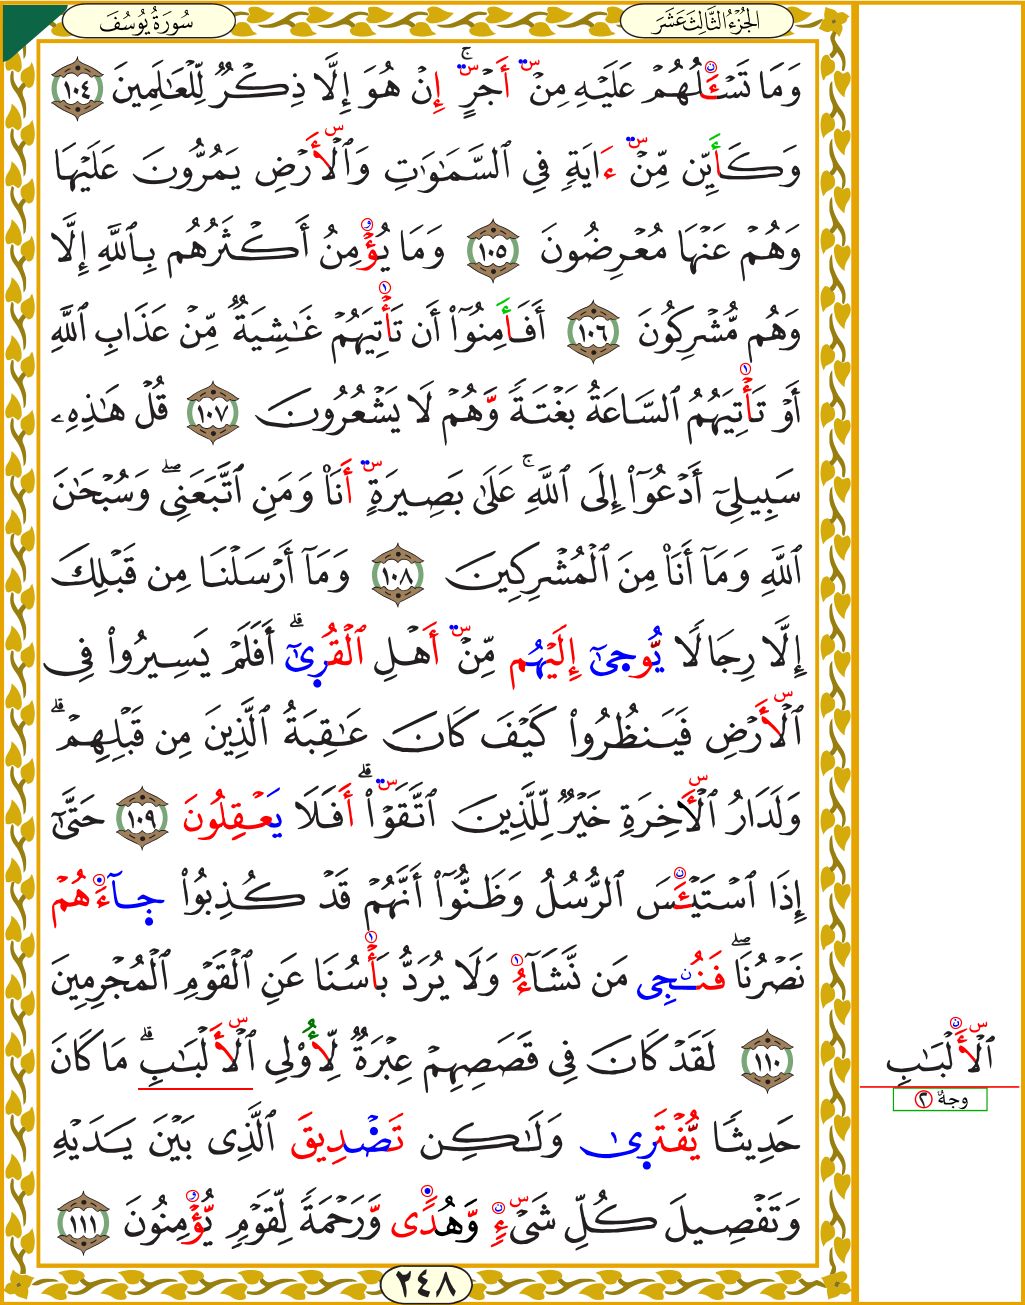 سُورَةُ يُوسُفَ
الجُزْءُ الثَّالِثَ عَشَرَ
وَمَا تَسْـَٔلُهُمْ عَلَيْهِ مِنْ أَجْرٍ ۚ إِنْ هُوَ إِلَّا ذِكْرٌ لِّلْعَـٰلَمِينَ ١٠٤
وَكَأَيِّن مِّنْ ءَايَةٍ فِى ٱلسَّمَـٰوَٰتِ وَٱلْأَرْضِ يَمُرُّونَ عَلَيْهَا
وَهُمْ عَنْهَا مُعْرِضُونَ ١٠٥ وَمَا يُؤْمِنُ أَكْثَرُهُم بِٱللَّهِ إِلَّا
وَهُم مُّشْرِكُونَ ١٠٦ أَفَأَمِنُوٓا۟ أَن تَأْتِيَهُمْ غَـٰشِيَةٌ مِّنْ عَذَابِ ٱللَّهِ
أَوْ تَأْتِيَهُمُ ٱلسَّاعَةُ بَغْتَةً وَهُمْ لَا يَشْعُرُونَ ١٠٧ قُلْ هَـٰذِهِۦ
سَبِيلِىٓ أَدْعُوٓا۟ إِلَى ٱللَّهِ ۚ عَلَىٰ بَصِيرَةٍ أَنَا۠ وَمَنِ ٱتَّبَعَنِى ۖ وَسُبْحَـٰنَ
ٱللَّهِ وَمَآ أَنَا۠ مِنَ ٱلْمُشْرِكِينَ ١٠٨ وَمَآ أَرْسَلْنَا مِن قَبْلِكَ
إِلَّا رِجَالًا يُوحَىٰٓ إِلَيْهُم مِّنْ أَهْلِ ٱلْقُرَىٰٓ ۗ أَفَلَمْ يَسِيرُوا۟ فِى
ٱلْأَرْضِ فَيَنظُرُوا۟ كَيْفَ كَانَ عَـٰقِبَةُ ٱلَّذِينَ مِن قَبْلِهِمْ ۗ
وَلَدَارُ ٱلْـَٔاخِرَةِ خَيْرٌ لِّلَّذِينَ ٱتَّقَوْا۟ ۗ أَفَلَا يَعْقِلُونَ ١٠٩ حَتَّىٰٓ
إِذَا ٱسْتَيْـَٔسَ ٱلرُّسُلُ وَظَنُّوٓا۟ أَنَّهُمْ قَدْ كُذِبُوا۟ جَآءَهُمْ
نَصْرُنَا ۖ فَنُـۨجِى مَن نَّشَآءُ وَلَا يُرَدُّ بَأْسُنَا عَنِ ٱلْقَوْمِ ٱلْمُجْرِمِينَ
١١٠ لَقَدْ كَانَ فِى قَصَصِهِمْ عِبْرَةٌ لِّأُو۟لِى ٱلْأَلْبَـٰبِ ۗ مَا كَانَ
حَدِيثًا يُفْتَرَىٰ وَلَـٰكِن تَصْدِيقَ ٱلَّذِى بَيْنَ يَدَيْهِ
وَتَفْصِيلَ كُلِّ شَىْءٍ وَهُدًى وَرَحْمَةً لِّقَوْمٍ يُؤْمِنُونَ ١١١
٢٤٨
ٱلْأَلْبَـٰبِ
وجهٌ ٢